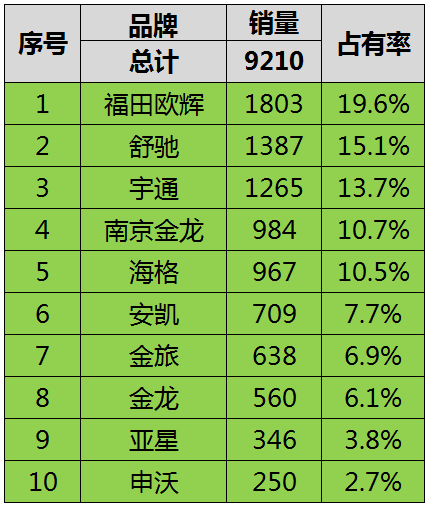 序号 品牌 销量 占有率
总计 9210
1 福田欧辉 1803 19.6%
2 舒驰 1387 15.1%
3 宇通 1265 13.7%
4 南京金龙 984 10.7%
5 海格 967 10.5%
6 安凯 709 7.7%
7 金旅 638 6.9%
8 金龙 560 6.1%
9 亚星 346 3.8%
10 申沃 250 2.7%